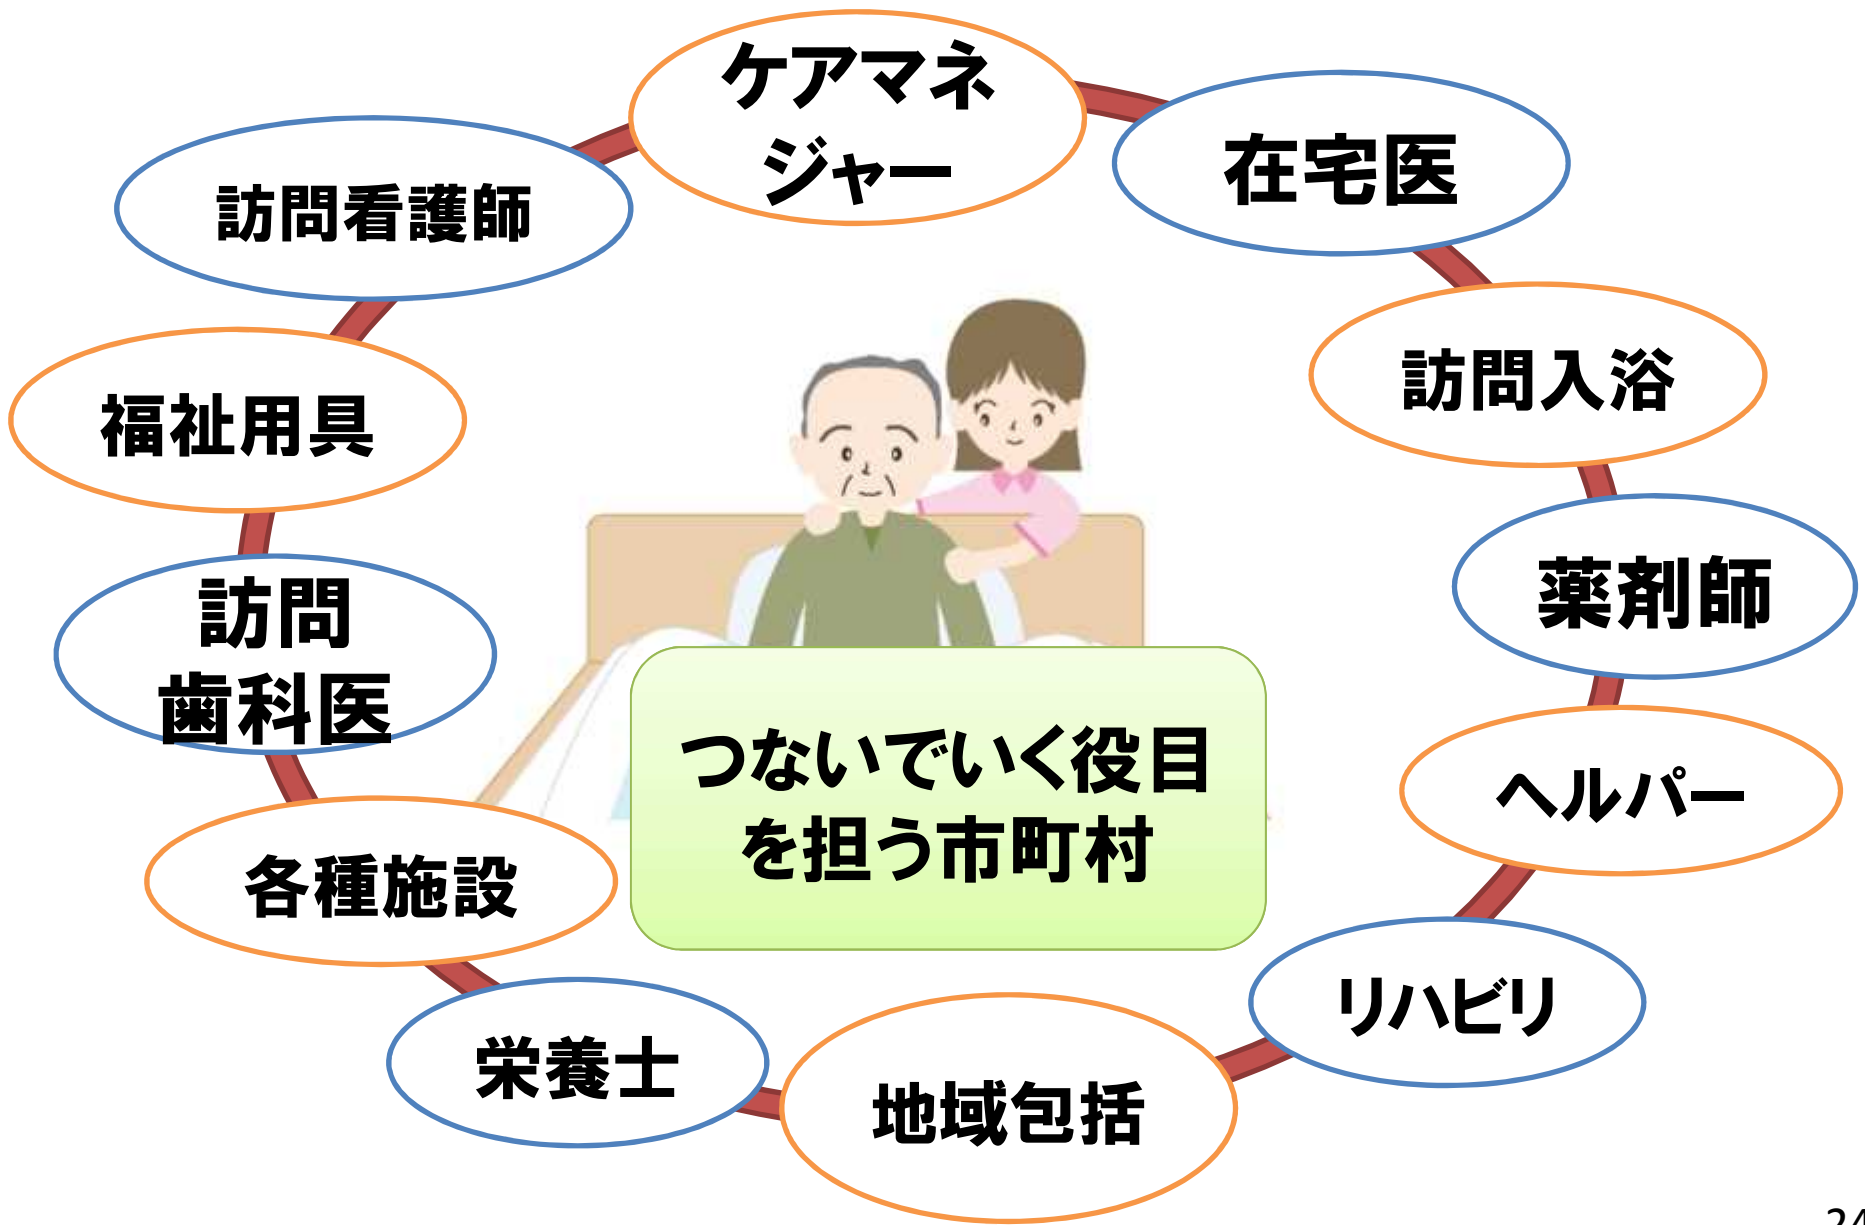 ケアマネ
ジャー
在宅医
訪問看護師
訪問入浴
福祉用具
薬剤師
訪問
歯科医
つないでいく役目
を担う市町村
ヘルパー
各種施設
リハビリ
栄養士
地域包括
24